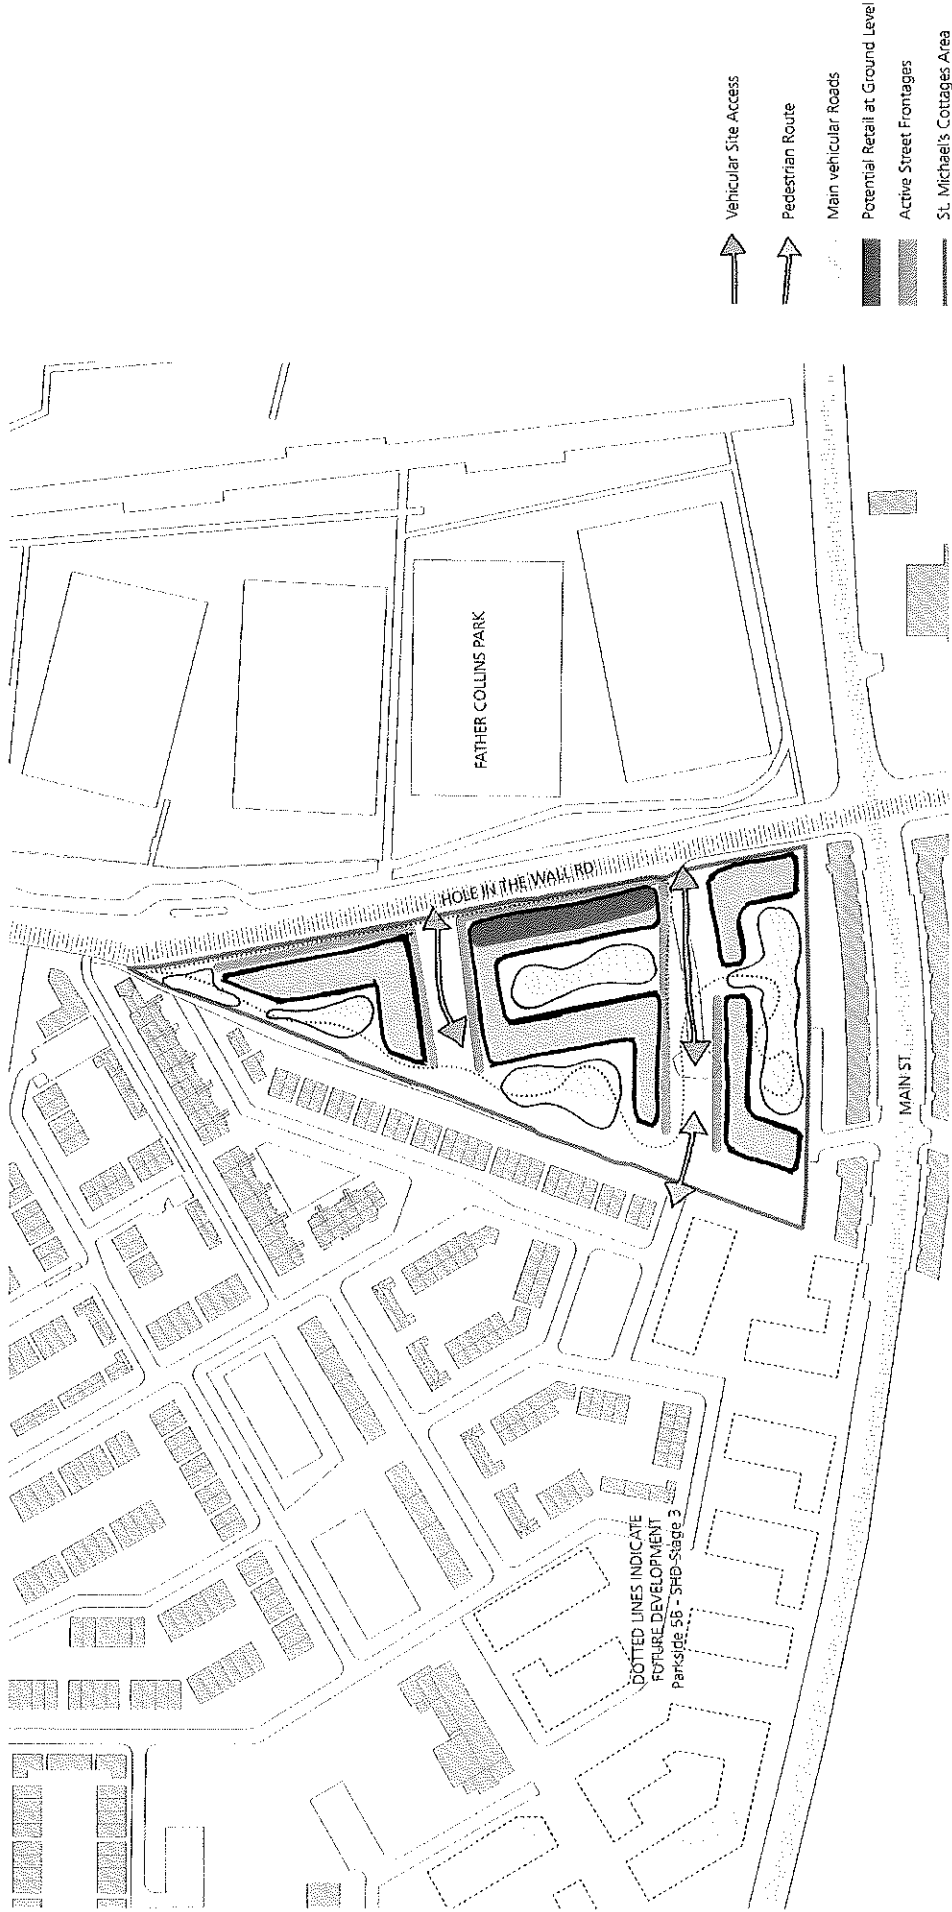 FATHER COLLINS PARK
HOLE IN THE WALL RD
MAIN ST
DOTTED LINES INDICATE
FUTURE DEVELOPMENT
Parkside 5B - SHD-Stage 3
Vehicular Site Access
Pedestrian Route
Main vehicular Roads
Potential Retail at Ground Level
Active Street Frontages
St. Michael's Cottages Area